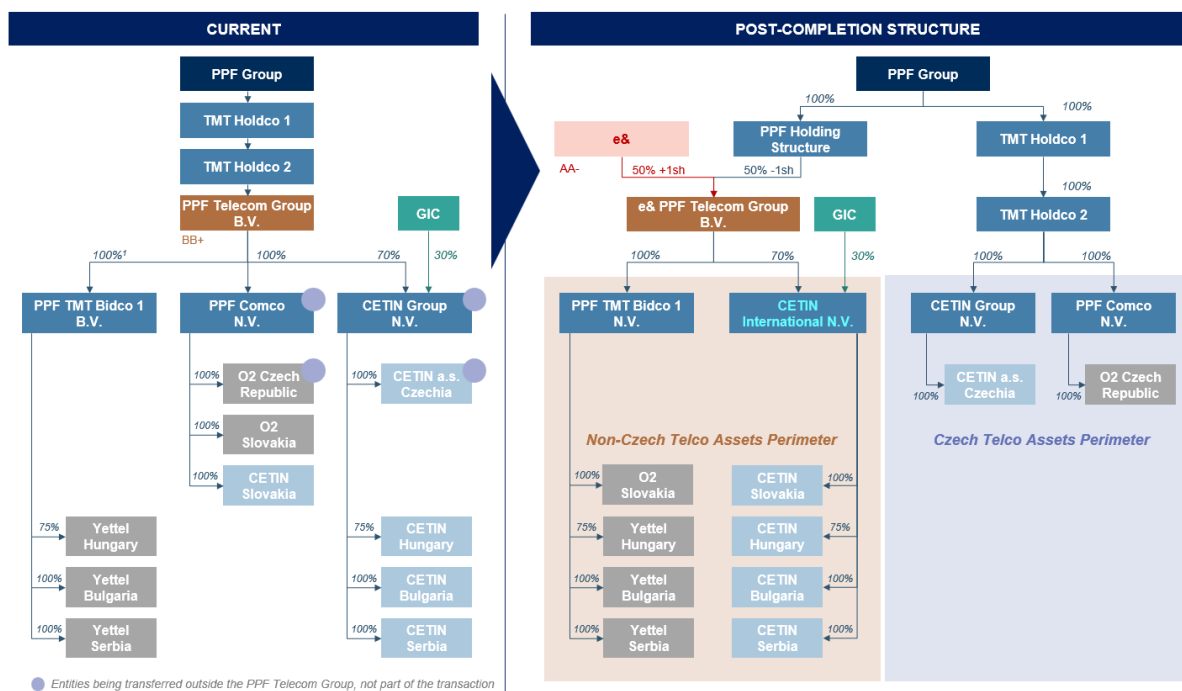 CURRENT
PPF Group
TMT Holdco 1
TMT Holdco 2
PPF Telecom Group
B.V.
BB+
GIC
100%¹
100%
70%
30%
PPF TMT Bidco 1
B.V.
PPF Comco
N.V.
CETIN Group
N.V.
100%
O2 Czech
Republic
100%
CETIN a.s.
Czechia
100%
O2
Slovakia
100%
CETIN
Slovakia
75%
Yettel
Hungary
75%
CETIN
Hungary
100%
Yettel
Bulgaria
100%
CETIN
Bulgaria
100%
Yettel
Serbia
100%
CETIN
Serbia
Entities being transferred outside the PPF Telecom Group, not part of the transaction
POST-COMPLETION STRUCTURE
PPF Group
100%
100%
e&
PPF Holding
Structure
TMT Holdco 1
AA-
50% +1sh
50% -1sh
100%
e& PPF Telecom Group
B.V.
GIC
TMT Holdco 2
100%
70%
30%
100%
100%
PPF TMT Bidco 1
N.V.
CETIN
International N.V.
CETIN Group
N.V.
PPF Comco
N.V.
100%
CETIN a.s.
Czechia
100%
O2 Czech
Republic
Non-Czech Telco Assets Perimeter
Czech Telco Assets Perimeter
100%
O2
Slovakia
CETIN
Slovakia
100%
75%
Yettel
Hungary
CETIN
Hungary
75%
100%
Yettel
Bulgaria
CETIN
Bulgaria
100%
100%
Yettel
Serbia
CETIN
Serbia
100%